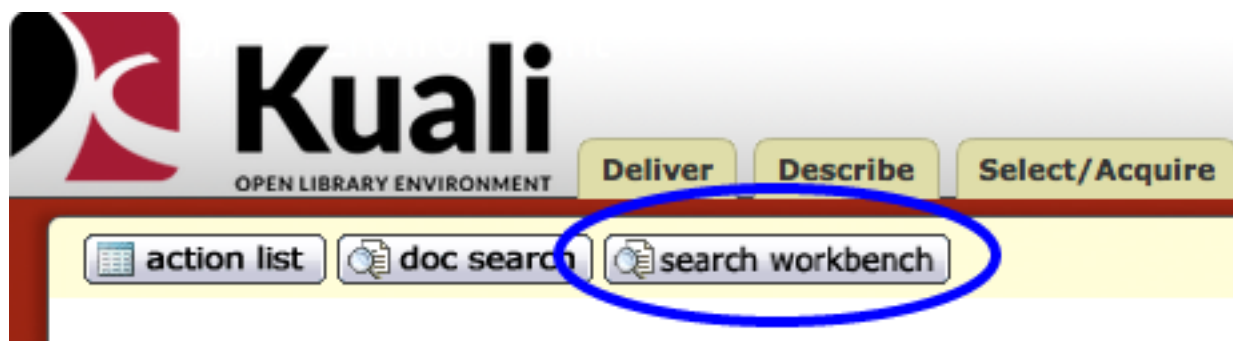 Kuali
OPEN LIBRARY ENVIRONMENT
Deliver Describe Select/Acquire
action list doc search search workbench